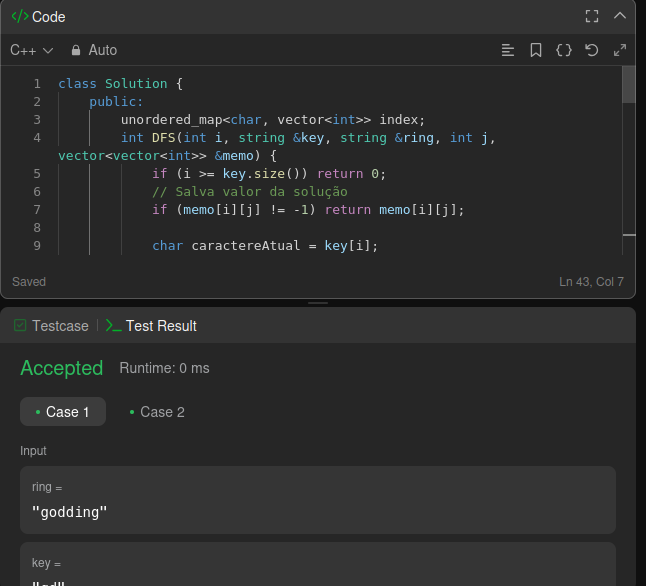 </> Code
C++ Auto
1 class Solution {
2 public:
3 unordered_map<char, vector<int>> index;
4 int DFS(int i, string &key, string &ring, int j,
vector<vector<int>> &memo) {
5 if (i >= key.size()) return 0;
6 // Salva valor da solução
7 if (memo[i][j] != -1) return memo[i][j];
8
9 char caractereAtual = key[i];
Saved Ln 43, Col 7
Testcase | >_ Test Result
Accepted Runtime: 0 ms
• Case 1 • Case 2
Input
ring =
"godding"
key =
"gd"